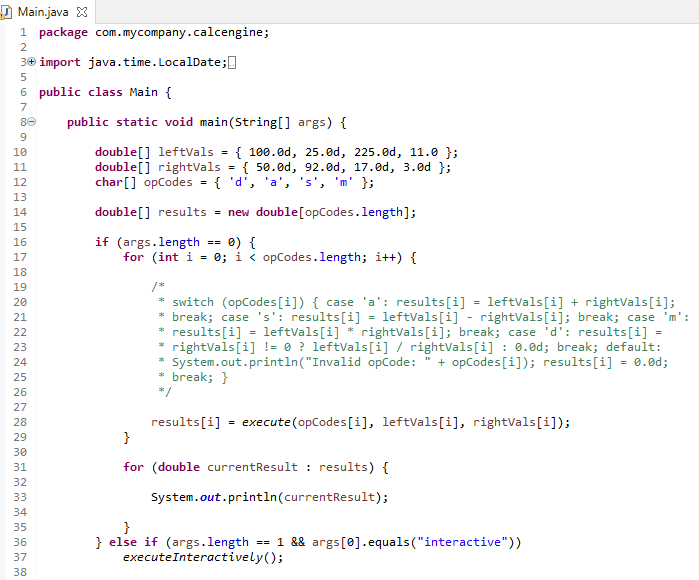 Main.java
1 package com.mycompany.calcengine;
2
3 import java.time.LocalDate;
5
6 public class Main {
7
8     public static void main(String[] args) {
9
10         double[] leftVals = { 100.0d, 25.0d, 225.0d, 11.0 };
11         double[] rightVals = { 50.0d, 92.0d, 17.0d, 3.0d };
12         char[] opCodes = { 'd', 'a', 's', 'm' };
13
14         double[] results = new double[opCodes.length];
15
16         if (args.length == 0) {
17             for (int i = 0; i < opCodes.length; i++) {
18
19                 /*
20                  * switch (opCodes[i]) { case 'a': results[i] = leftVals[i] + rightVals[i];
21                  * break; case 's': results[i] = leftVals[i] - rightVals[i]; break; case 'm':
22                  * results[i] = leftVals[i] * rightVals[i]; break; case 'd': results[i] =
23                  * rightVals[i] != 0 ? leftVals[i] / rightVals[i] : 0.0d; break; default:
24                  * System.out.println("Invalid opCode: " + opCodes[i]); results[i] = 0.0d;
25                  * break; }
26                  */
27
28                 results[i] = execute(opCodes[i], leftVals[i], rightVals[i]);
29             }
30
31             for (double currentResult : results) {
32
33                 System.out.println(currentResult);
34
35             }
36         } else if (args.length == 1 && args[0].equals("interactive"))
37             executeInteractively();
38